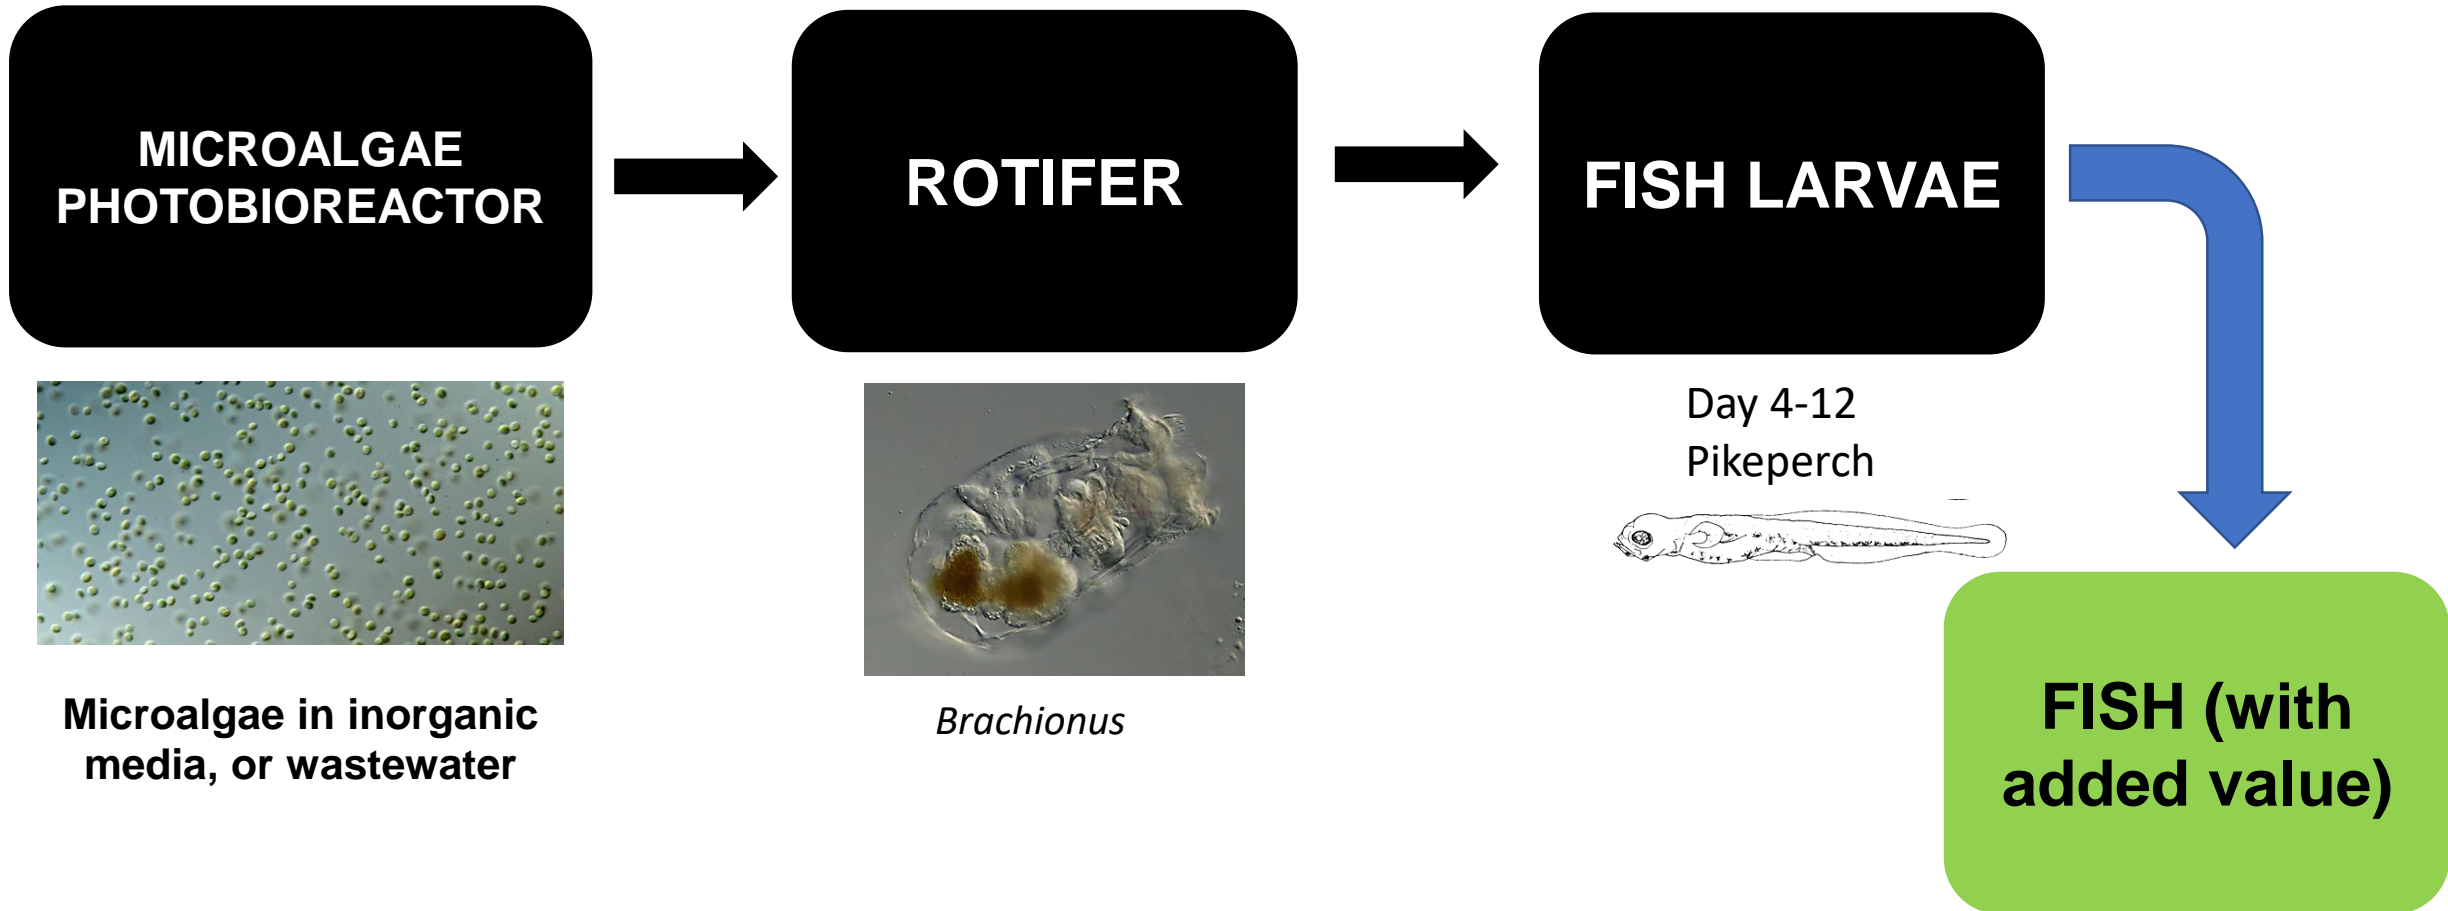 MICROALGAE
PHOTOBIOREACTOR
ROTIFER
FISH LARVAE
Day 4-12
Pikeperch
Microalgae in inorganic
media, or wastewater
Brachionus
FISH (with
added value)